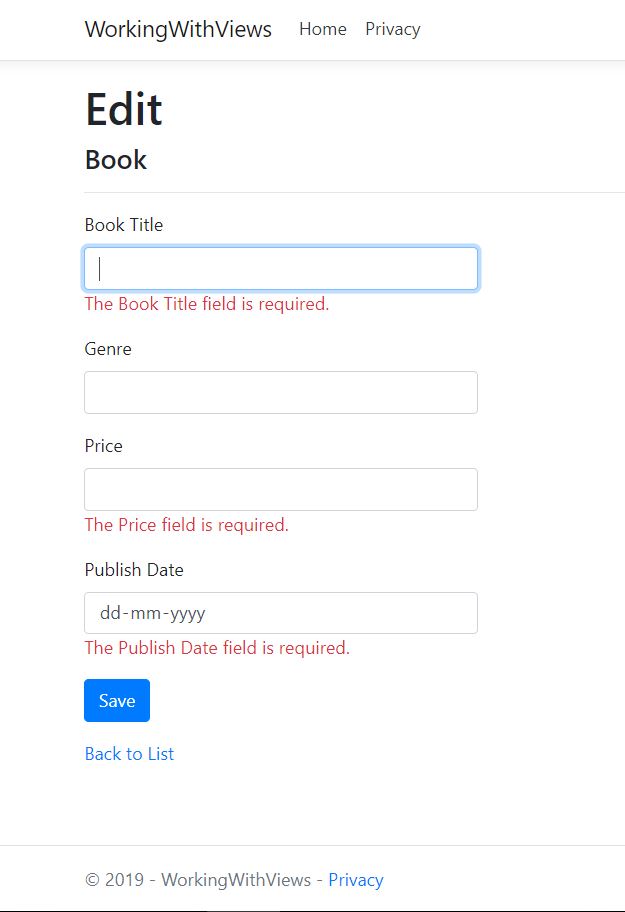 WorkingWithViews Home Privacy
Edit
Book
Book Title
The Book Title field is required.
Genre
Price
The Price field is required.
Publish Date
dd-mm-yyyy
The Publish Date field is required.
Save
Back to List
© 2019 - WorkingWithViews - Privacy